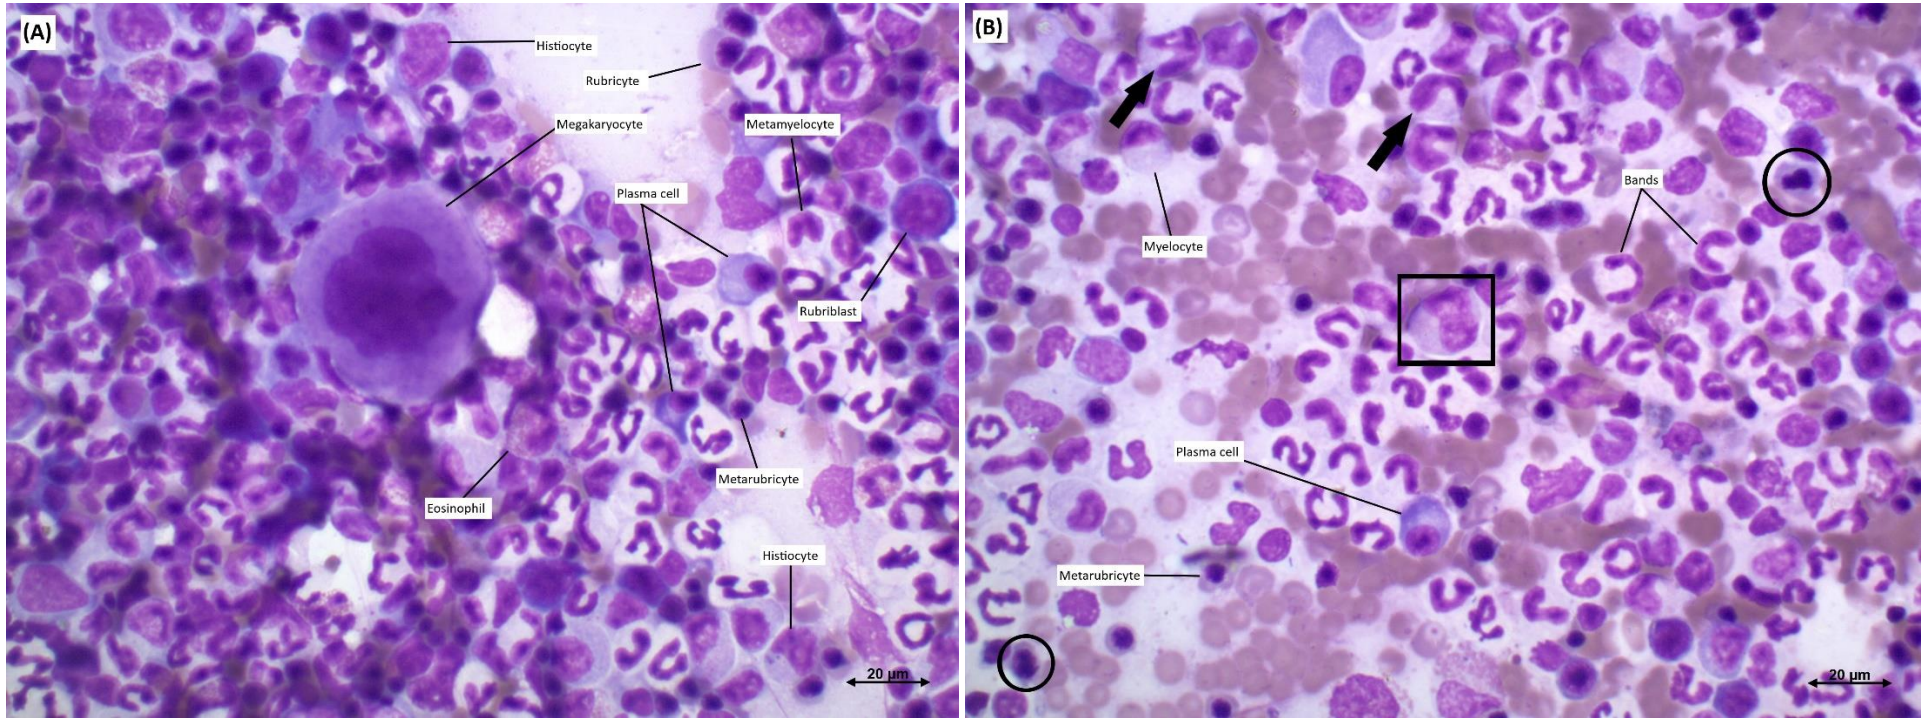 (A)
Histiocyte
Rubricyte
Megakaryocyte
Metamyelocyte
Plasma cell
Rubriblast
Metarubricyte
Eosinophil
Histiocyte
20 µm
(B)
Bands
Myelocyte
Plasma cell
Metarubricyte
20 µm